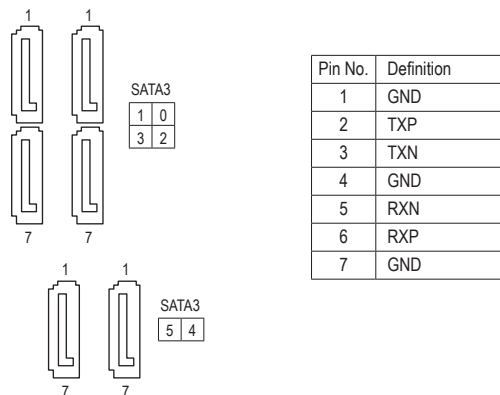 1 1
SATA3
1 0
3 2
7 7
1 1
SATA3
5 4
7 7
Pin No. Definition
1 GND
2 TXP
3 TXN
4 GND
5 RXN
6 RXP
7 GND